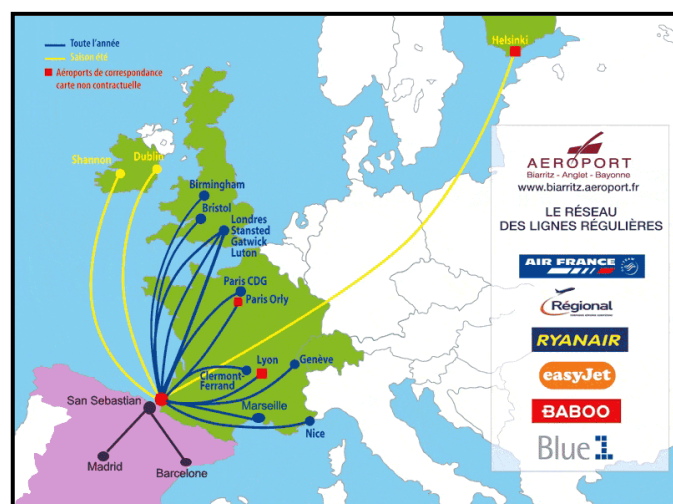 Toute l'année
Saison été
Aéroports de correspondance
carte non contractuelle
Helsinki
Shannon
Dublin
Birmingham
Bristol
Londres
Stansted
Gatwick
Luton
Paris CDG
Paris Orly
Lyon
Genève
Clermont-
Ferrand
Marseille
Nice
San Sebastian
Madrid
Barcelone
AEROPORT
Biarritz - Anglet - Bayonne
www.biarritz.aeroport.fr
LE RÉSEAU
DES LIGNES RÉGULIÈRES
AIR FRANCE
Régional
RYANAIR
easyJet
BABOO
Blue1